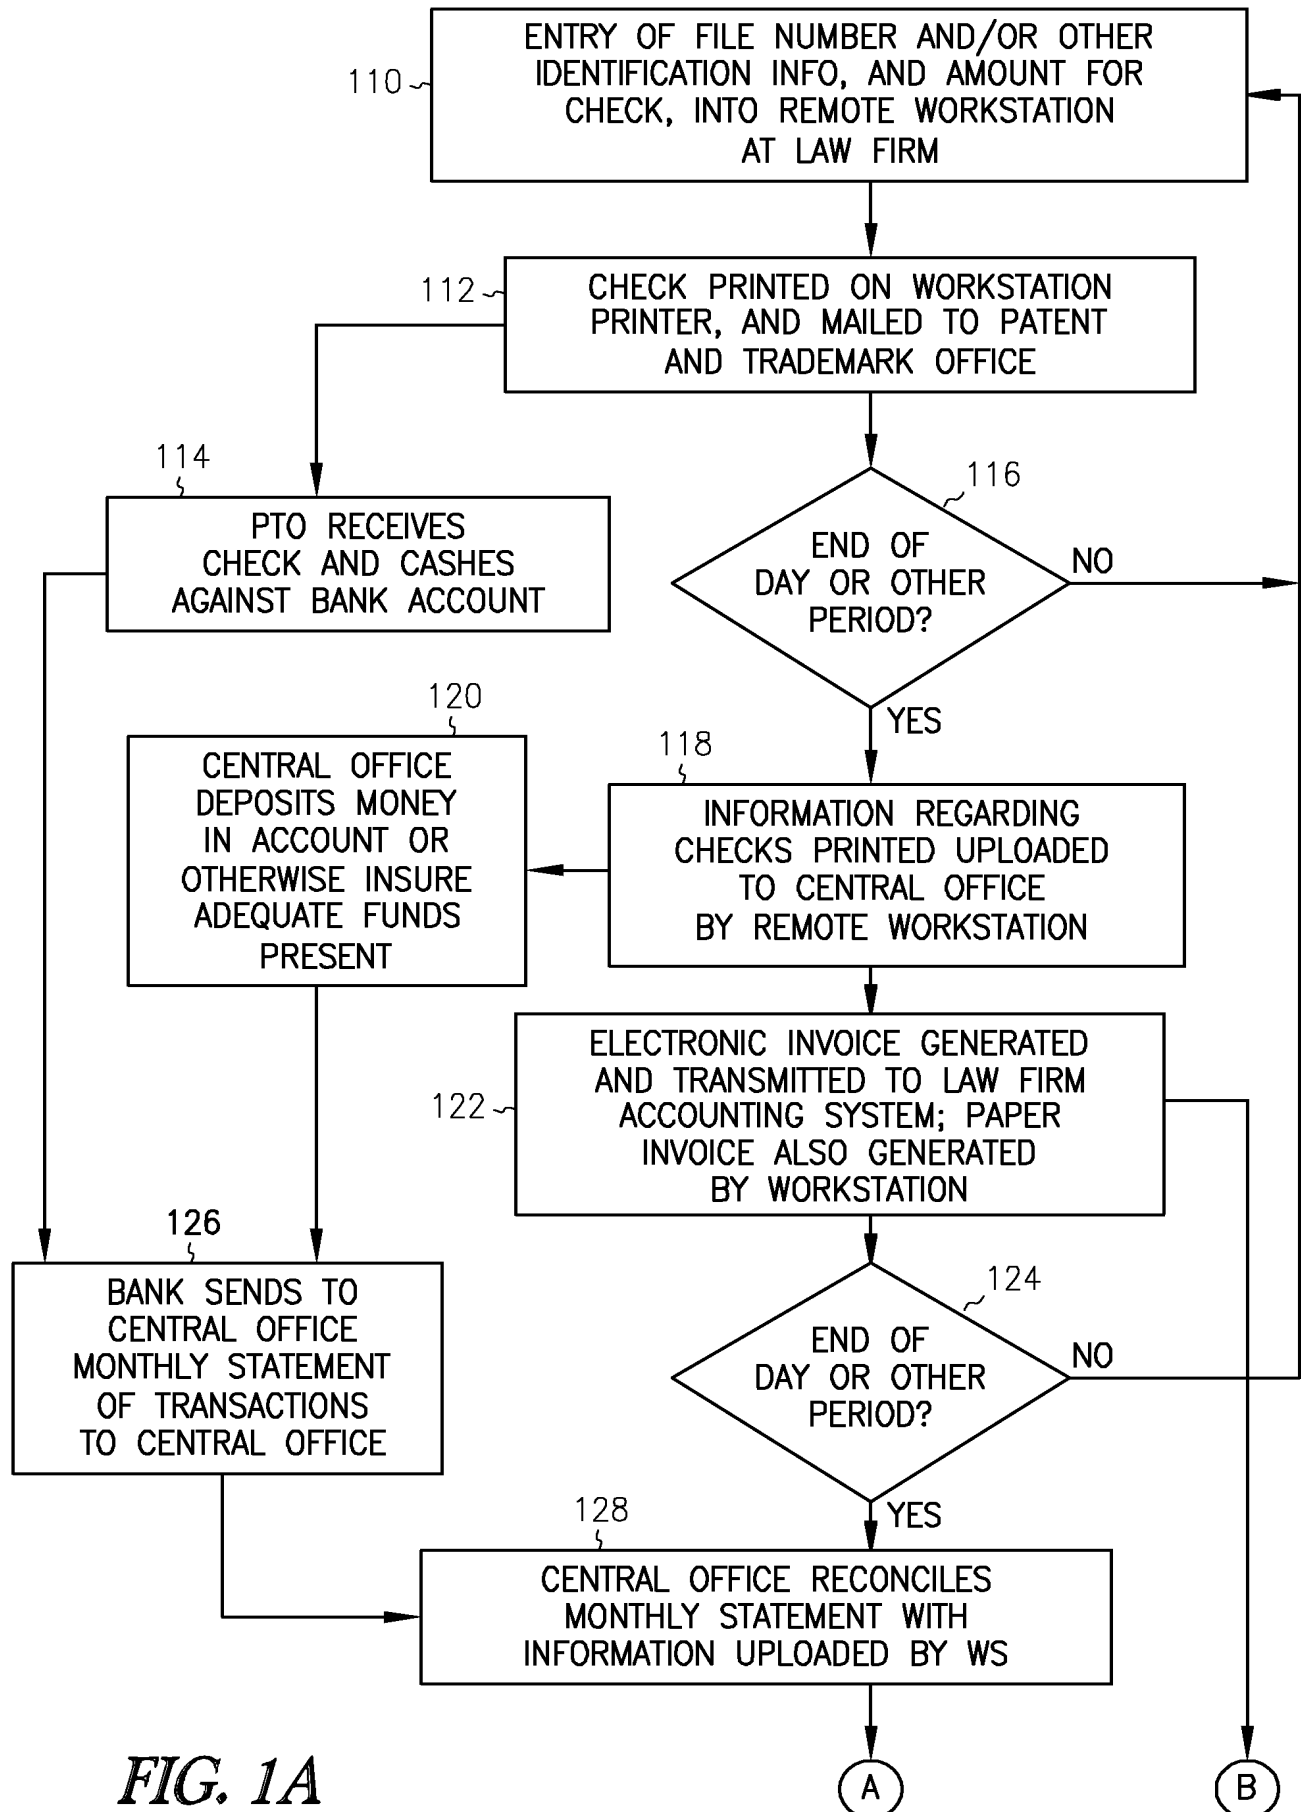 110
ENTRY OF FILE NUMBER AND/OR OTHER
IDENTIFICATION INFO, AND AMOUNT FOR
CHECK, INTO REMOTE WORKSTATION
AT LAW FIRM
112
CHECK PRINTED ON WORKSTATION
PRINTER, AND MAILED TO PATENT
AND TRADEMARK OFFICE
114
PTO RECEIVES
CHECK AND CASHES
AGAINST BANK ACCOUNT
116
END OF
DAY OR OTHER
PERIOD?
NO
YES
118
INFORMATION REGARDING
CHECKS PRINTED UPLOADED
TO CENTRAL OFFICE
BY REMOTE WORKSTATION
120
CENTRAL OFFICE
DEPOSITS MONEY
IN ACCOUNT OR
OTHERWISE INSURE
ADEQUATE FUNDS
PRESENT
122
ELECTRONIC INVOICE GENERATED
AND TRANSMITTED TO LAW FIRM
ACCOUNTING SYSTEM; PAPER
INVOICE ALSO GENERATED
BY WORKSTATION
124
END OF
DAY OR OTHER
PERIOD?
NO
YES
126
BANK SENDS TO
CENTRAL OFFICE
MONTHLY STATEMENT
OF TRANSACTIONS
TO CENTRAL OFFICE
128
CENTRAL OFFICE RECONCILES
MONTHLY STATEMENT WITH
INFORMATION UPLOADED BY WS
A
B
FIG. 1A